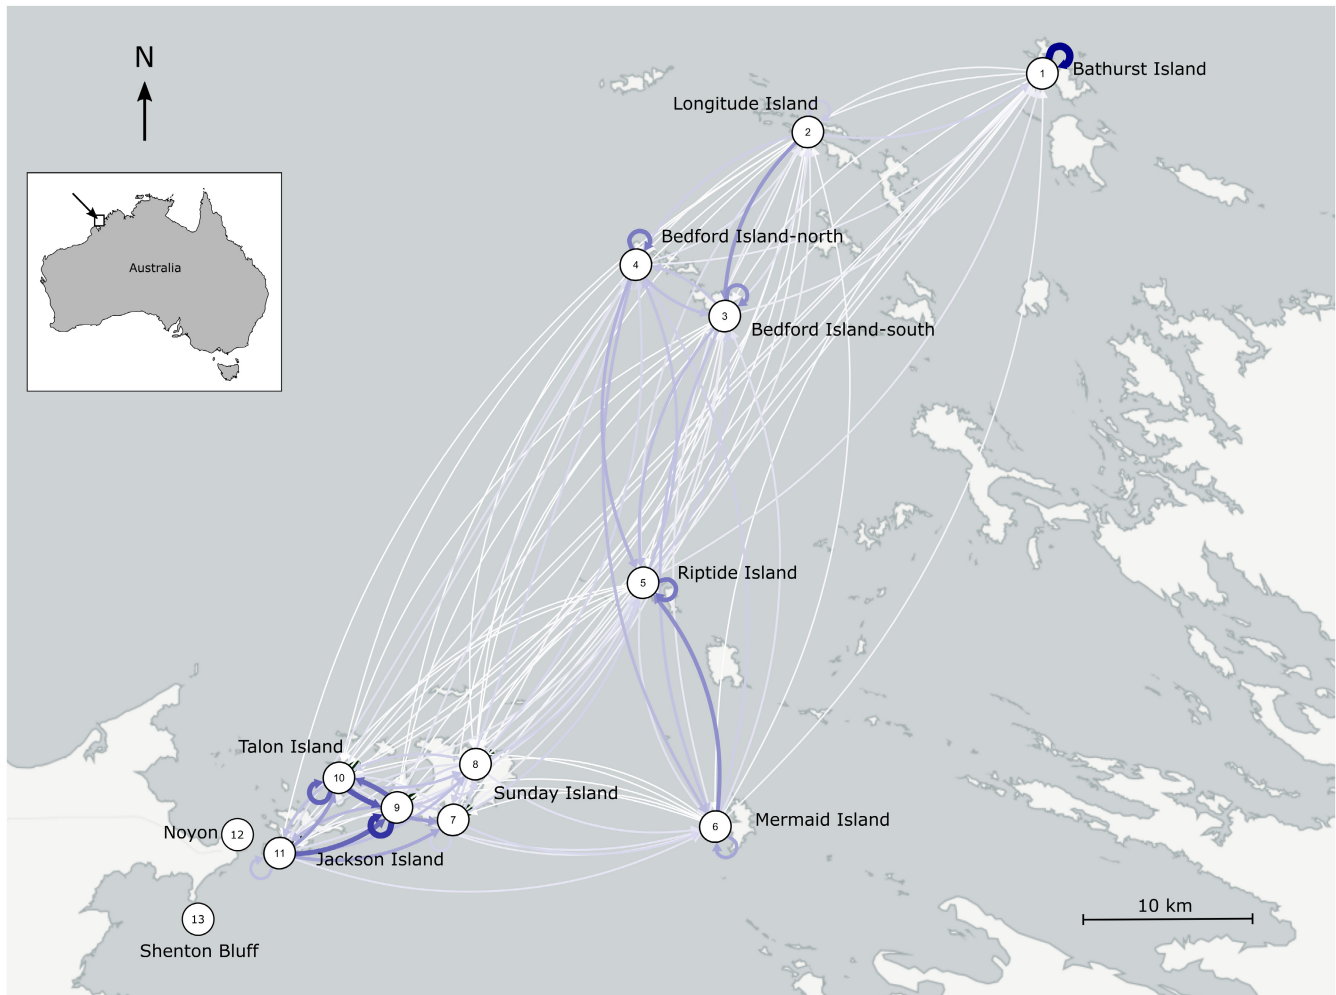 N
1
Bathurst Island
Longitude Island
2
Bedford Island-north
4
3
Bedford Island-south
Australia
5
Riptide Island
Talon Island
8
10
Sunday Island
9
7
6
Mermaid Island
Noyon
12
11
Jackson Island
10 km
13
Shenton Bluff